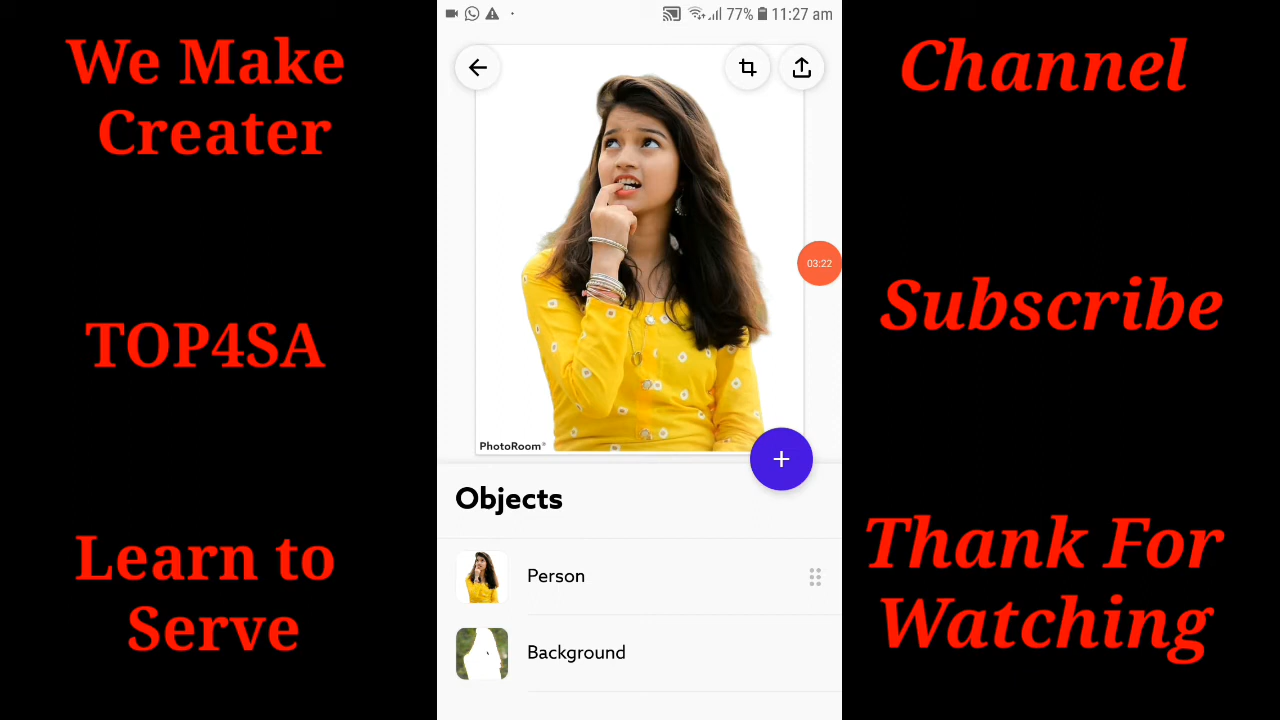 We Make
Creater
TOP4SA
Learn to
Serve
77% 11:27 am
03:22
PhotoRoom
Objects
Person
Background
Channel
Subscribe
Thank For
Watching